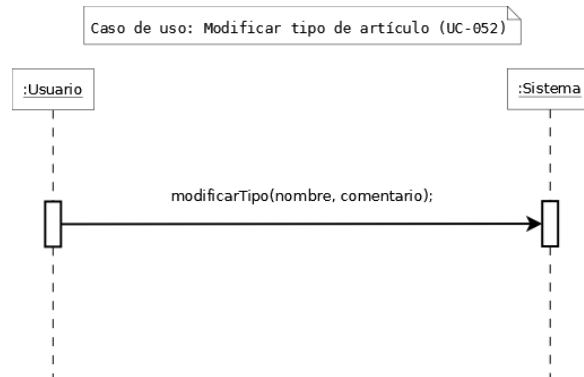 Caso de uso: Modificar tipo de artículo (UC-052)
:Usuario
:Sistema
modificarTipo(nombre, comentario);